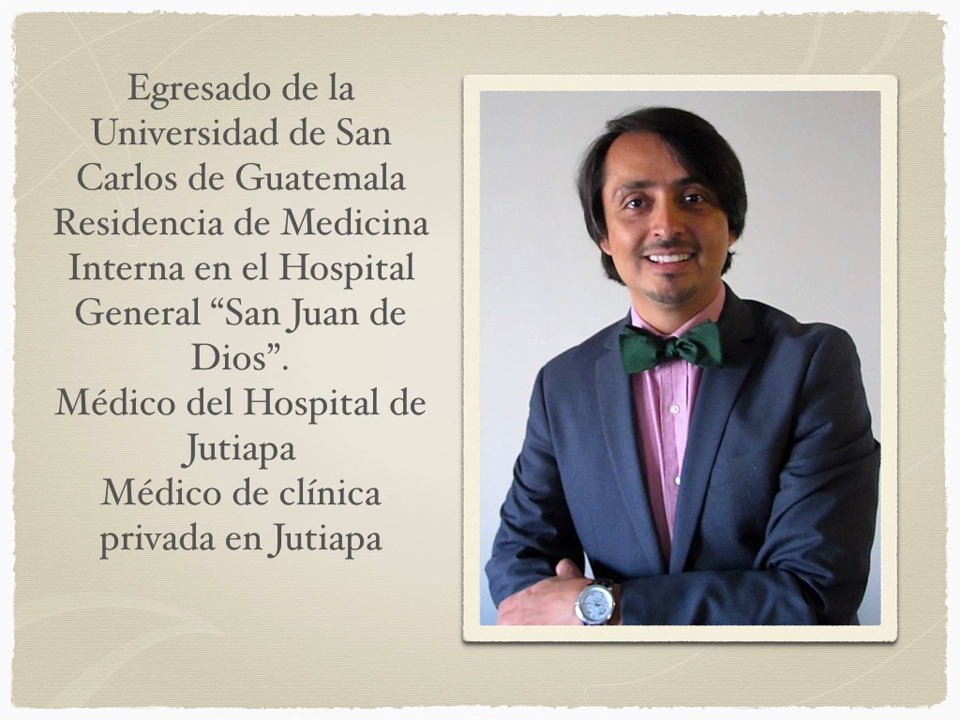 Egresado de la
Universidad de San
Carlos de Guatemala
Residencia de Medicina
Interna en el Hospital
General “San Juan de
Dios”.
Médico del Hospital de
Jutiapa
Médico de clínica
privada en Jutiapa